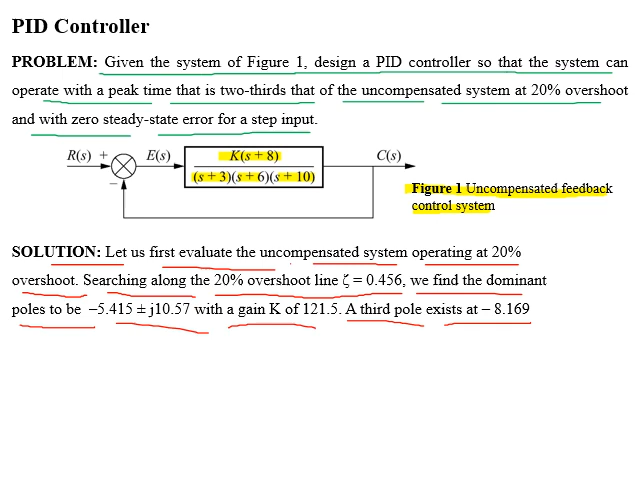 PID Controller
PROBLEM: Given the system of Figure 1, design a PID controller so that the system can
operate with a peak time that is two-thirds that of the uncompensated system at 20% overshoot
and with zero steady-state error for a step input.
R(s) + E(s) K(s + 8) C(s)
− (s + 3)(s + 6)(s + 10)
Figure 1 Uncompensated feedback
control system
SOLUTION: Let us first evaluate the uncompensated system operating at 20%
overshoot. Searching along the 20% overshoot line ζ = 0.456, we find the dominant
poles to be −5.415 ± j10.57 with a gain K of 121.5. A third pole exists at − 8.169